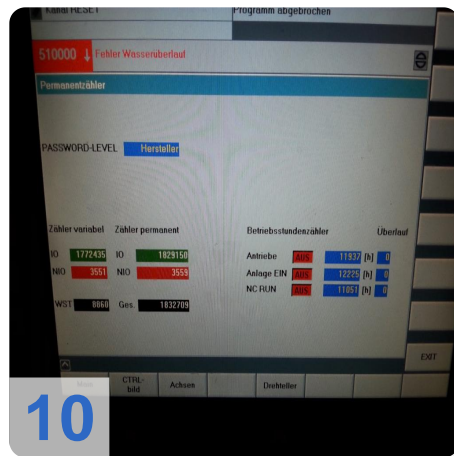 Kanal RESET Programm abgebrochen
510000 ↓ Fehler Wasserüberlauf
Permanentzähler
PASSWORD-LEVEL Hersteller
Zähler variabel Zähler permanent Betriebsstundenzähler Überlauf
IO 1772435 IO 1829150 Antriebe AUS 11937 [h] 0
NIO 3551 NIO 3559 Anlage EIN AUS 12225 [h] 0
NC RUN AUS 11051 [h] 0
WST 8860 Ges. 1832709
EXIT
CTRL-bild Achsen Drehteller
10